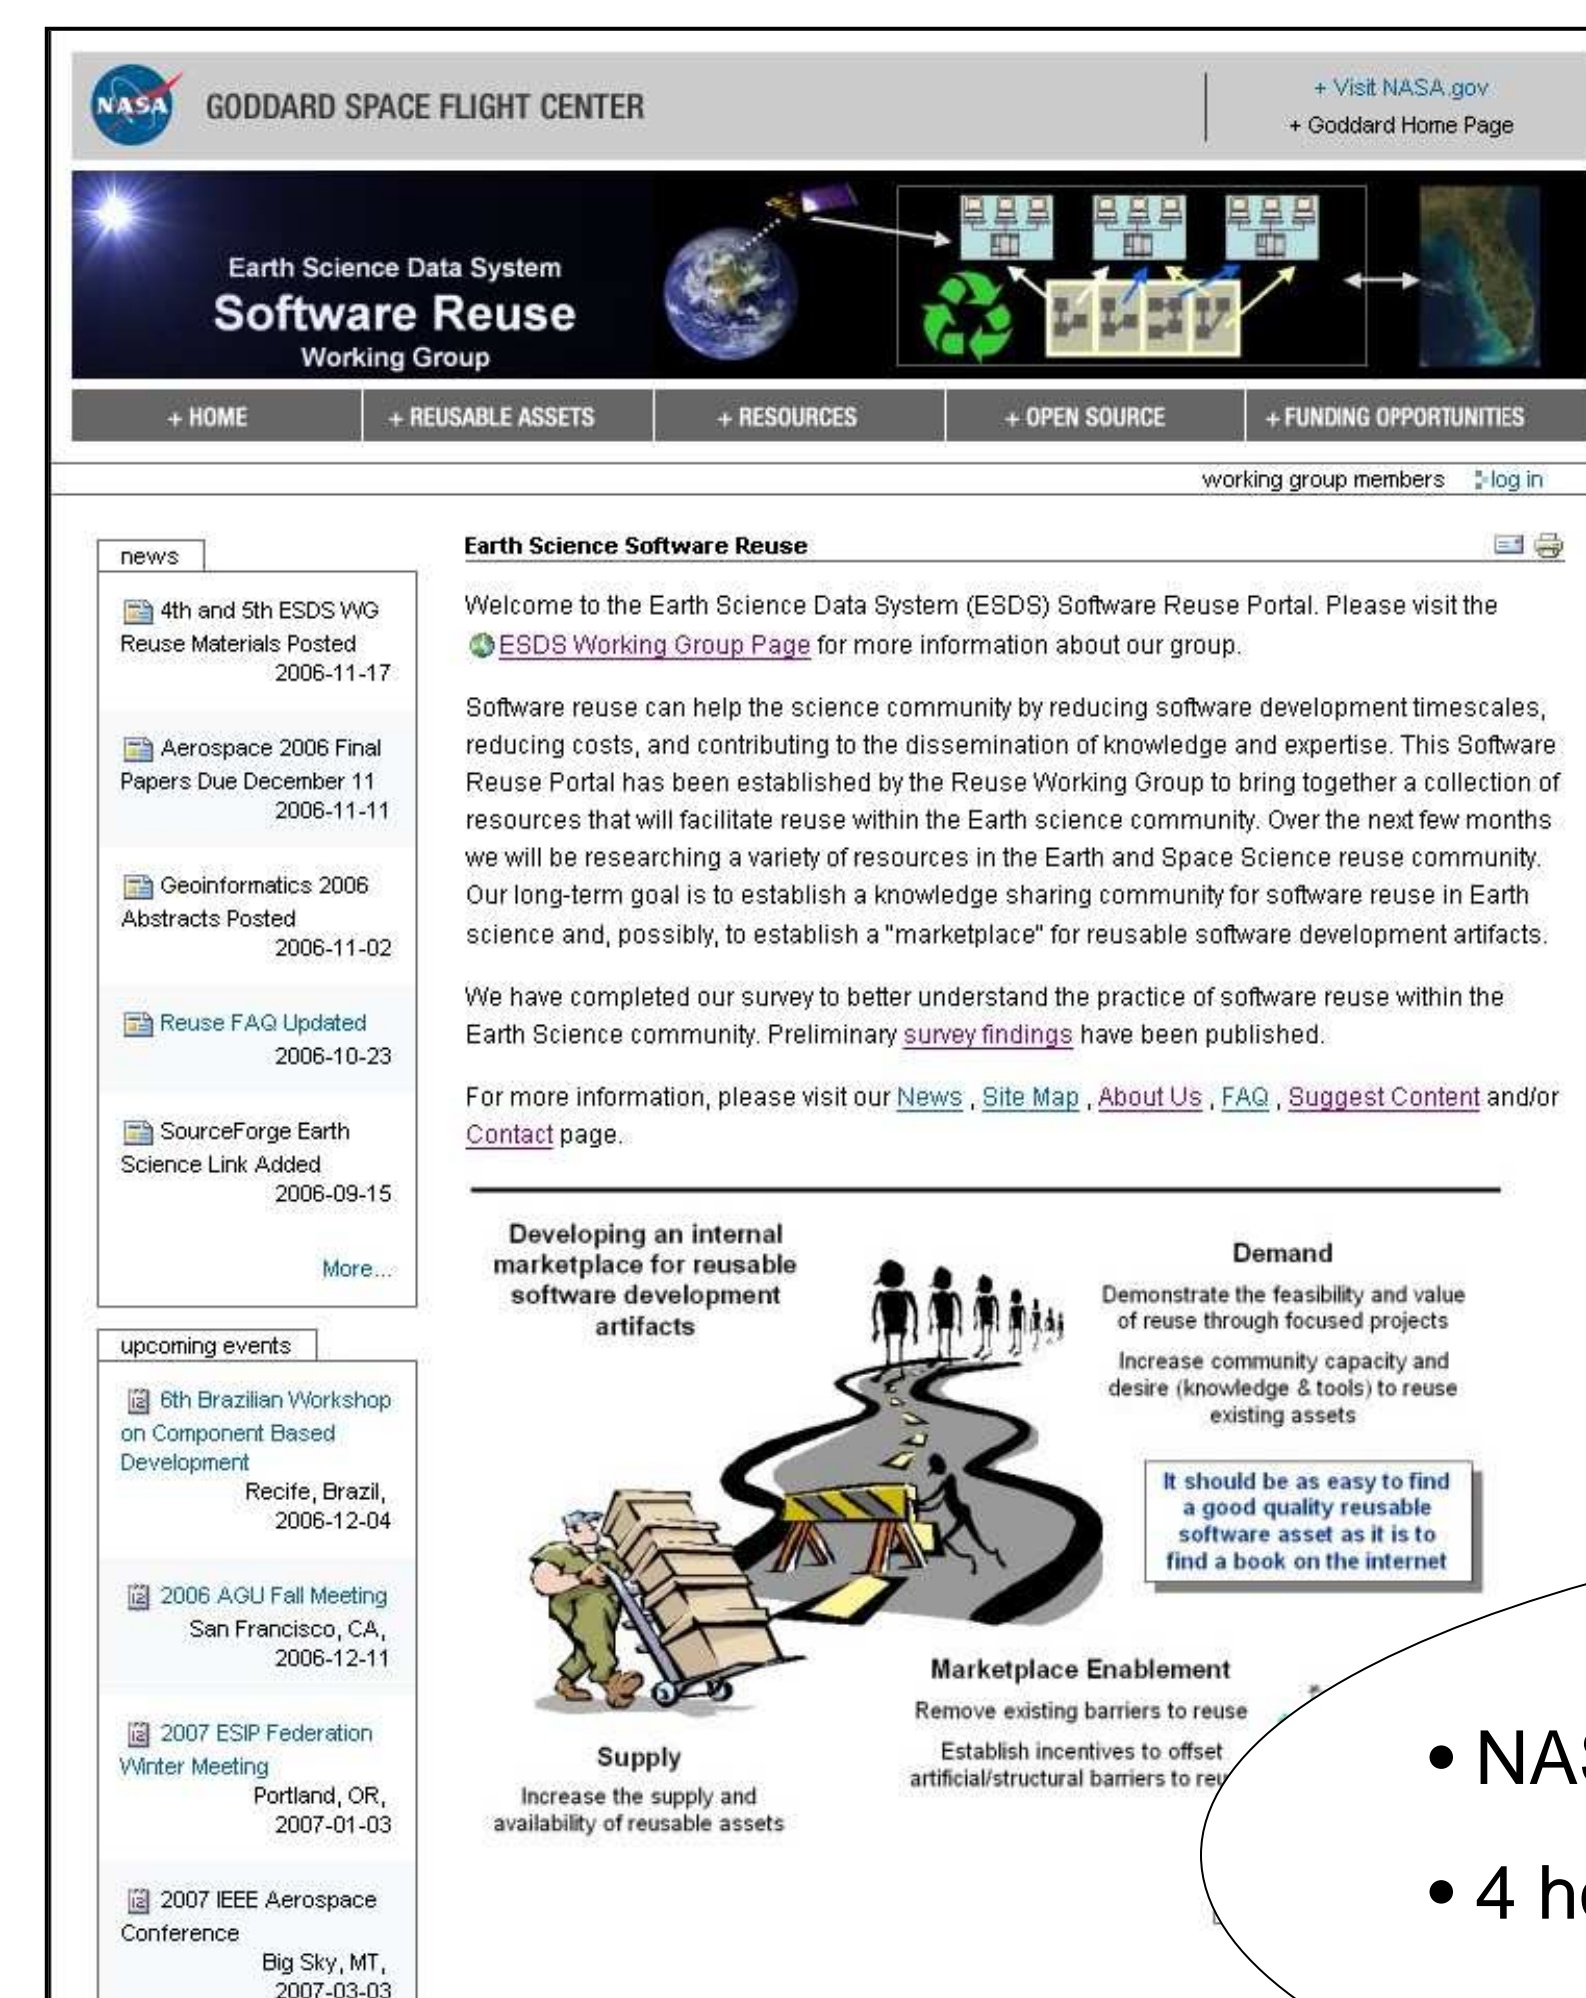 NASA
GODDARD SPACE FLIGHT CENTER
+ Visit NASA.gov
+ Goddard Home Page
Earth Science Data System
Software Reuse
Working Group
+ HOME
+ REUSABLE ASSETS
+ RESOURCES
+ OPEN SOURCE
+ FUNDING OPPORTUNITIES
working group members
log in
news
4th and 5th ESDS WG
Reuse Materials Posted
2006-11-17
Aerospace 2006 Final
Papers Due December 11
2006-11-11
Geoinformatics 2006
Abstracts Posted
2006-11-02
Reuse FAQ Updated
2006-10-23
SourceForge Earth
Science Link Added
2006-09-15
More...
upcoming events
6th Brazilian Workshop
on Component Based
Development
Recife, Brazil,
2006-12-04
2006 AGU Fall Meeting
San Francisco, CA,
2006-12-11
2007 ESIP Federation
Winter Meeting
Portland, OR,
2007-01-03
2007 IEEE Aerospace
Conference
Big Sky, MT,
2007-03-03
Earth Science Software Reuse
Welcome to the Earth Science Data System (ESDS) Software Reuse Portal. Please visit the
ESDS Working Group Page for more information about our group.
Software reuse can help the science community by reducing software development timescales,
reducing costs, and contributing to the dissemination of knowledge and expertise. This Software
Reuse Portal has been established by the Reuse Working Group to bring together a collection of
resources that will facilitate reuse within the Earth science community. Over the next few months
we will be researching a variety of resources in the Earth and Space Science reuse community.
Our long-term goal is to establish a knowledge sharing community for software reuse in Earth
science and, possibly, to establish a "marketplace" for reusable software development artifacts.
We have completed our survey to better understand the practice of software reuse within the
Earth Science community. Preliminary survey findings have been published.
For more information, please visit our News , Site Map , About Us , FAQ , Suggest Content and/or
Contact page.
Developing an internal
marketplace for reusable
software development
artifacts
Demand
Demonstrate the feasibility and value
of reuse through focused projects
Increase community capacity and
desire (knowledge & tools) to reuse
existing assets
It should be as easy to find
a good quality reusable
software asset as it is to
find a book on the internet
Marketplace Enablement
Remove existing barriers to reuse
Establish incentives to offset
artificial/structural barriers to
Supply
Increase the supply and
availability of reusable assets
• 4